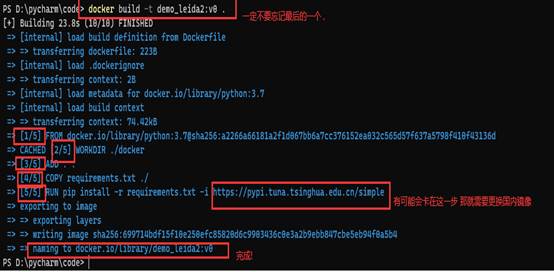 PS D:\pycharm\code> docker build -t demo_leida2:v0 .
一定不要忘记最后的一个 .
[+] Building 23.8s (10/10) FINISHED
=> [internal] load build definition from Dockerfile
=> => transferring dockerfile: 223B
=> [internal] load .dockerignore
=> => transferring context: 2B
=> [internal] load metadata for docker.io/library/python:3.7
=> [internal] load build context
=> => transferring context: 74.42kB
=> [1/5] FROM docker.io/library/python:3.7@sha256:a2266a66181a2f1d067bb6a7cc376152ea032c565d57f637a5798f410f43136d
=> CACHED [2/5] WORKDIR ./docker
=> [3/5] ADD . .
=> [4/5] COPY requirements.txt ./
=> [5/5] RUN pip install -r requirements.txt -i https://pypi.tuna.tsinghua.edu.cn/simple
有可能会卡在这一步 那就需要更换国内镜像
=> exporting to image
=> => exporting layers
=> => writing image sha256:699714bdf15f10e250efc85820d6c9903436c0e3a2b9ebb847cbe5eb94f0a5b4
=> => naming to docker.io/library/demo_leida2:v0
完成!
PS D:\pycharm\code>